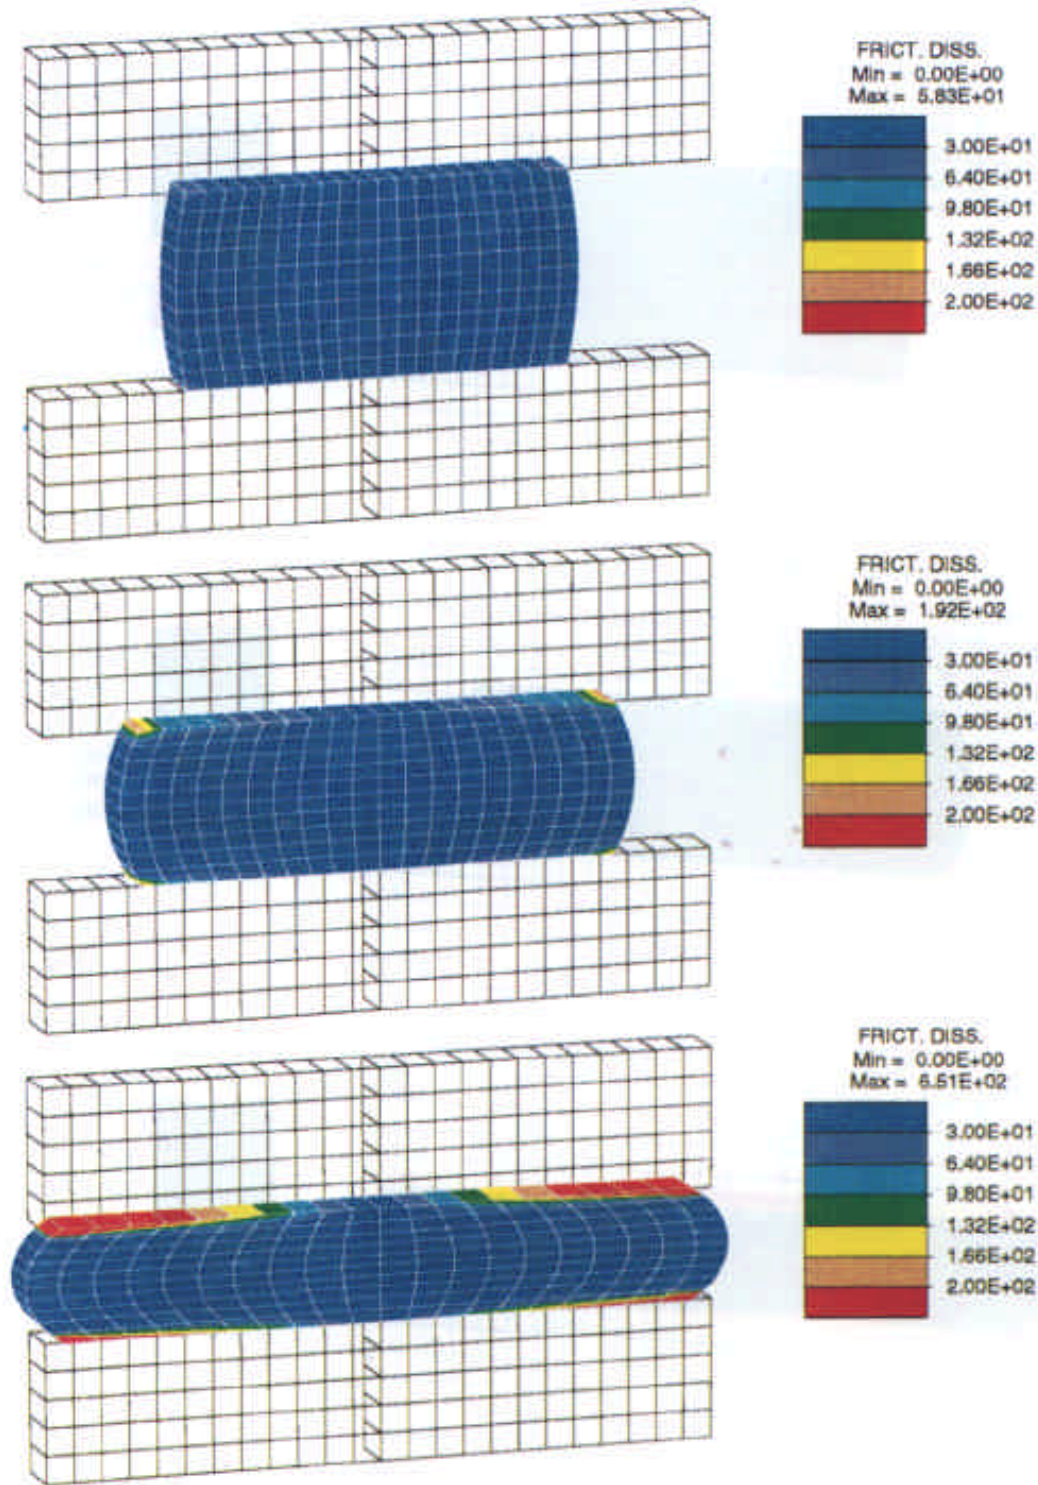 FRICT. DISS.
Min = 0.00E+00
Max = 5.83E+01
3.00E+01
6.40E+01
9.80E+01
1.32E+02
1.66E+02
2.00E+02
FRICT. DISS.
Min = 0.00E+00
Max = 1.92E+02
3.00E+01
6.40E+01
9.80E+01
1.32E+02
1.66E+02
2.00E+02
FRICT. DISS.
Min = 0.00E+00
Max = 6.51E+02
3.00E+01
6.40E+01
9.80E+01
1.32E+02
1.66E+02
2.00E+02